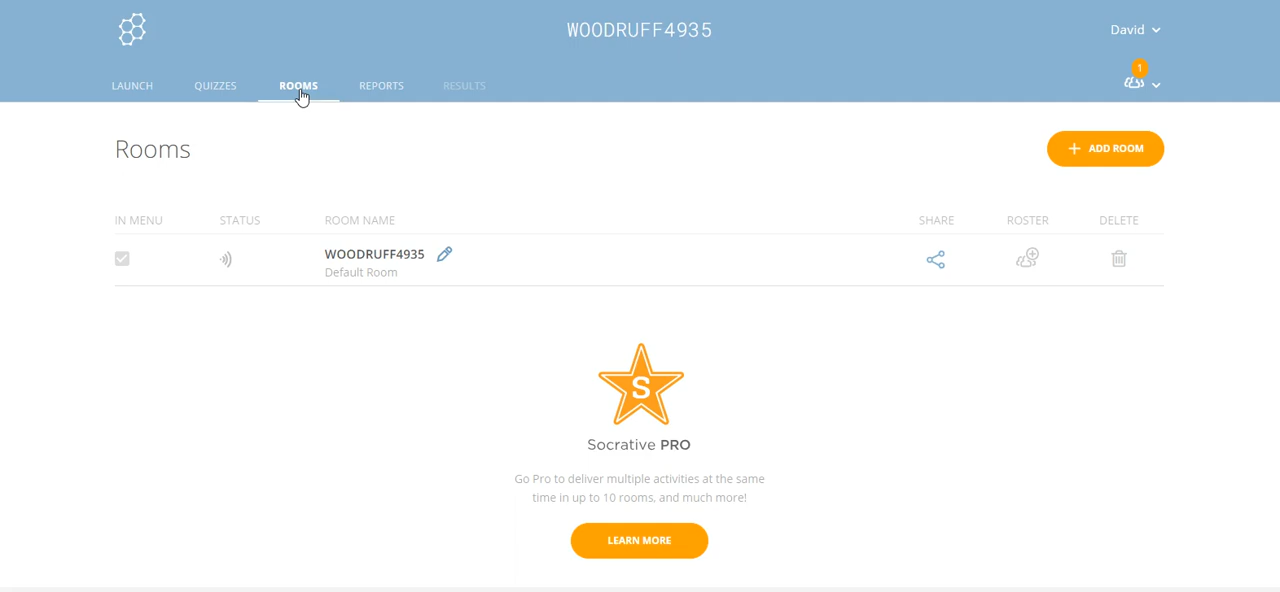 WOODRUFF4935
David
LAUNCH QUIZZES ROOMS REPORTS RESULTS
1
Rooms
+ ADD ROOM
IN MENU STATUS ROOM NAME SHARE ROSTER DELETE
WOODRUFF4935
Default Room
S
Socrative PRO
Go Pro to deliver multiple activities at the same
time in up to 10 rooms, and much more!
LEARN MORE